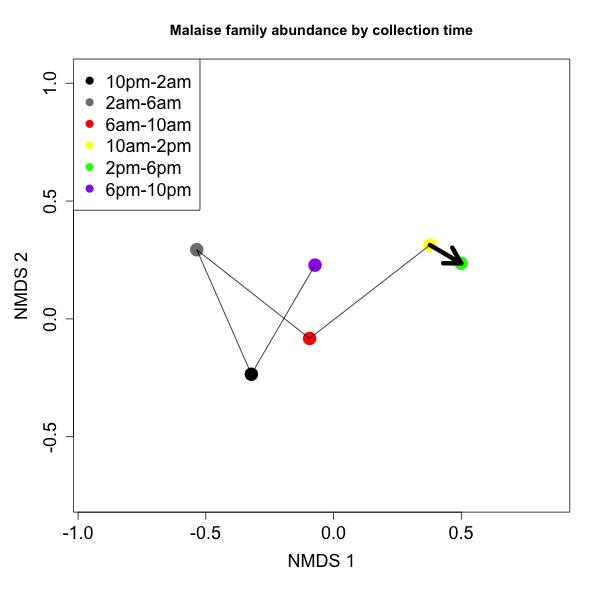 Malaise family abundance by collection time
10pm-2am
2am-6am
6am-10am
10am-2pm
2pm-6pm
6pm-10pm
1.0
0.5
0.0
-0.5
NMDS 2
-1.0 -0.5 0.0 0.5
NMDS 1